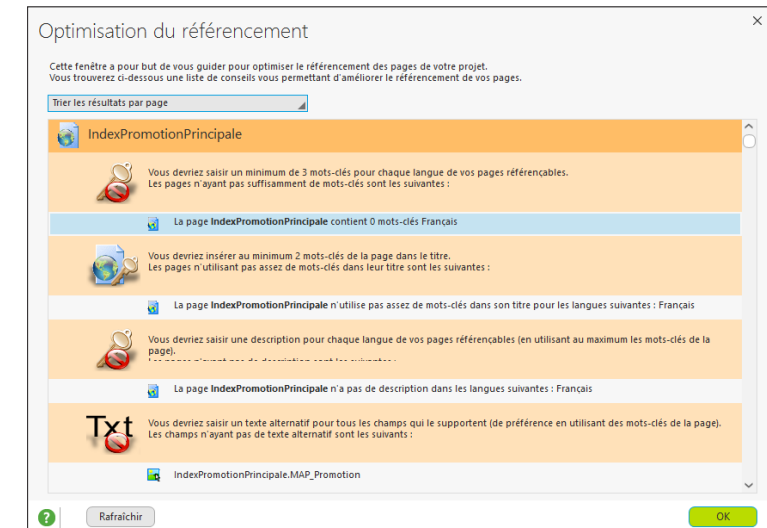 Optimisation du référencement
Cette fenêtre a pour but de vous guider pour optimiser le référencement des pages de votre projet.
Vous trouverez ci-dessous une liste de conseils vous permettant d'améliorer le référencement de vos pages.
Trier les résultats par page
IndexPromotionPrincipale
Vous devriez saisir un minimum de 3 mots-clés pour chaque langue de vos pages référençables.
Les pages n'ayant pas suffisamment de mots-clés sont les suivantes :
La page IndexPromotionPrincipale contient 0 mots-clés Français
Vous devriez insérer au minimum 2 mots-clés de la page dans le titre.
Les pages n'utilisant pas assez de mots-clés dans leur titre sont les suivantes :
La page IndexPromotionPrincipale n'utilise pas assez de mots-clés dans son titre pour les langues suivantes : Français
Vous devriez saisir une description pour chaque langue de vos pages référençables (en utilisant au maximum les mots-clés de la
page).
La page IndexPromotionPrincipale n'a pas de description dans les langues suivantes : Français
Txt
Vous devriez saisir un texte alternatif pour tous les champs qui le supportent (de préférence en utilisant des mots-clés de la page).
Les champs n'ayant pas de texte alternatif sont les suivants :
IndexPromotionPrincipale.MAP_Promotion
? Rafraîchir OK